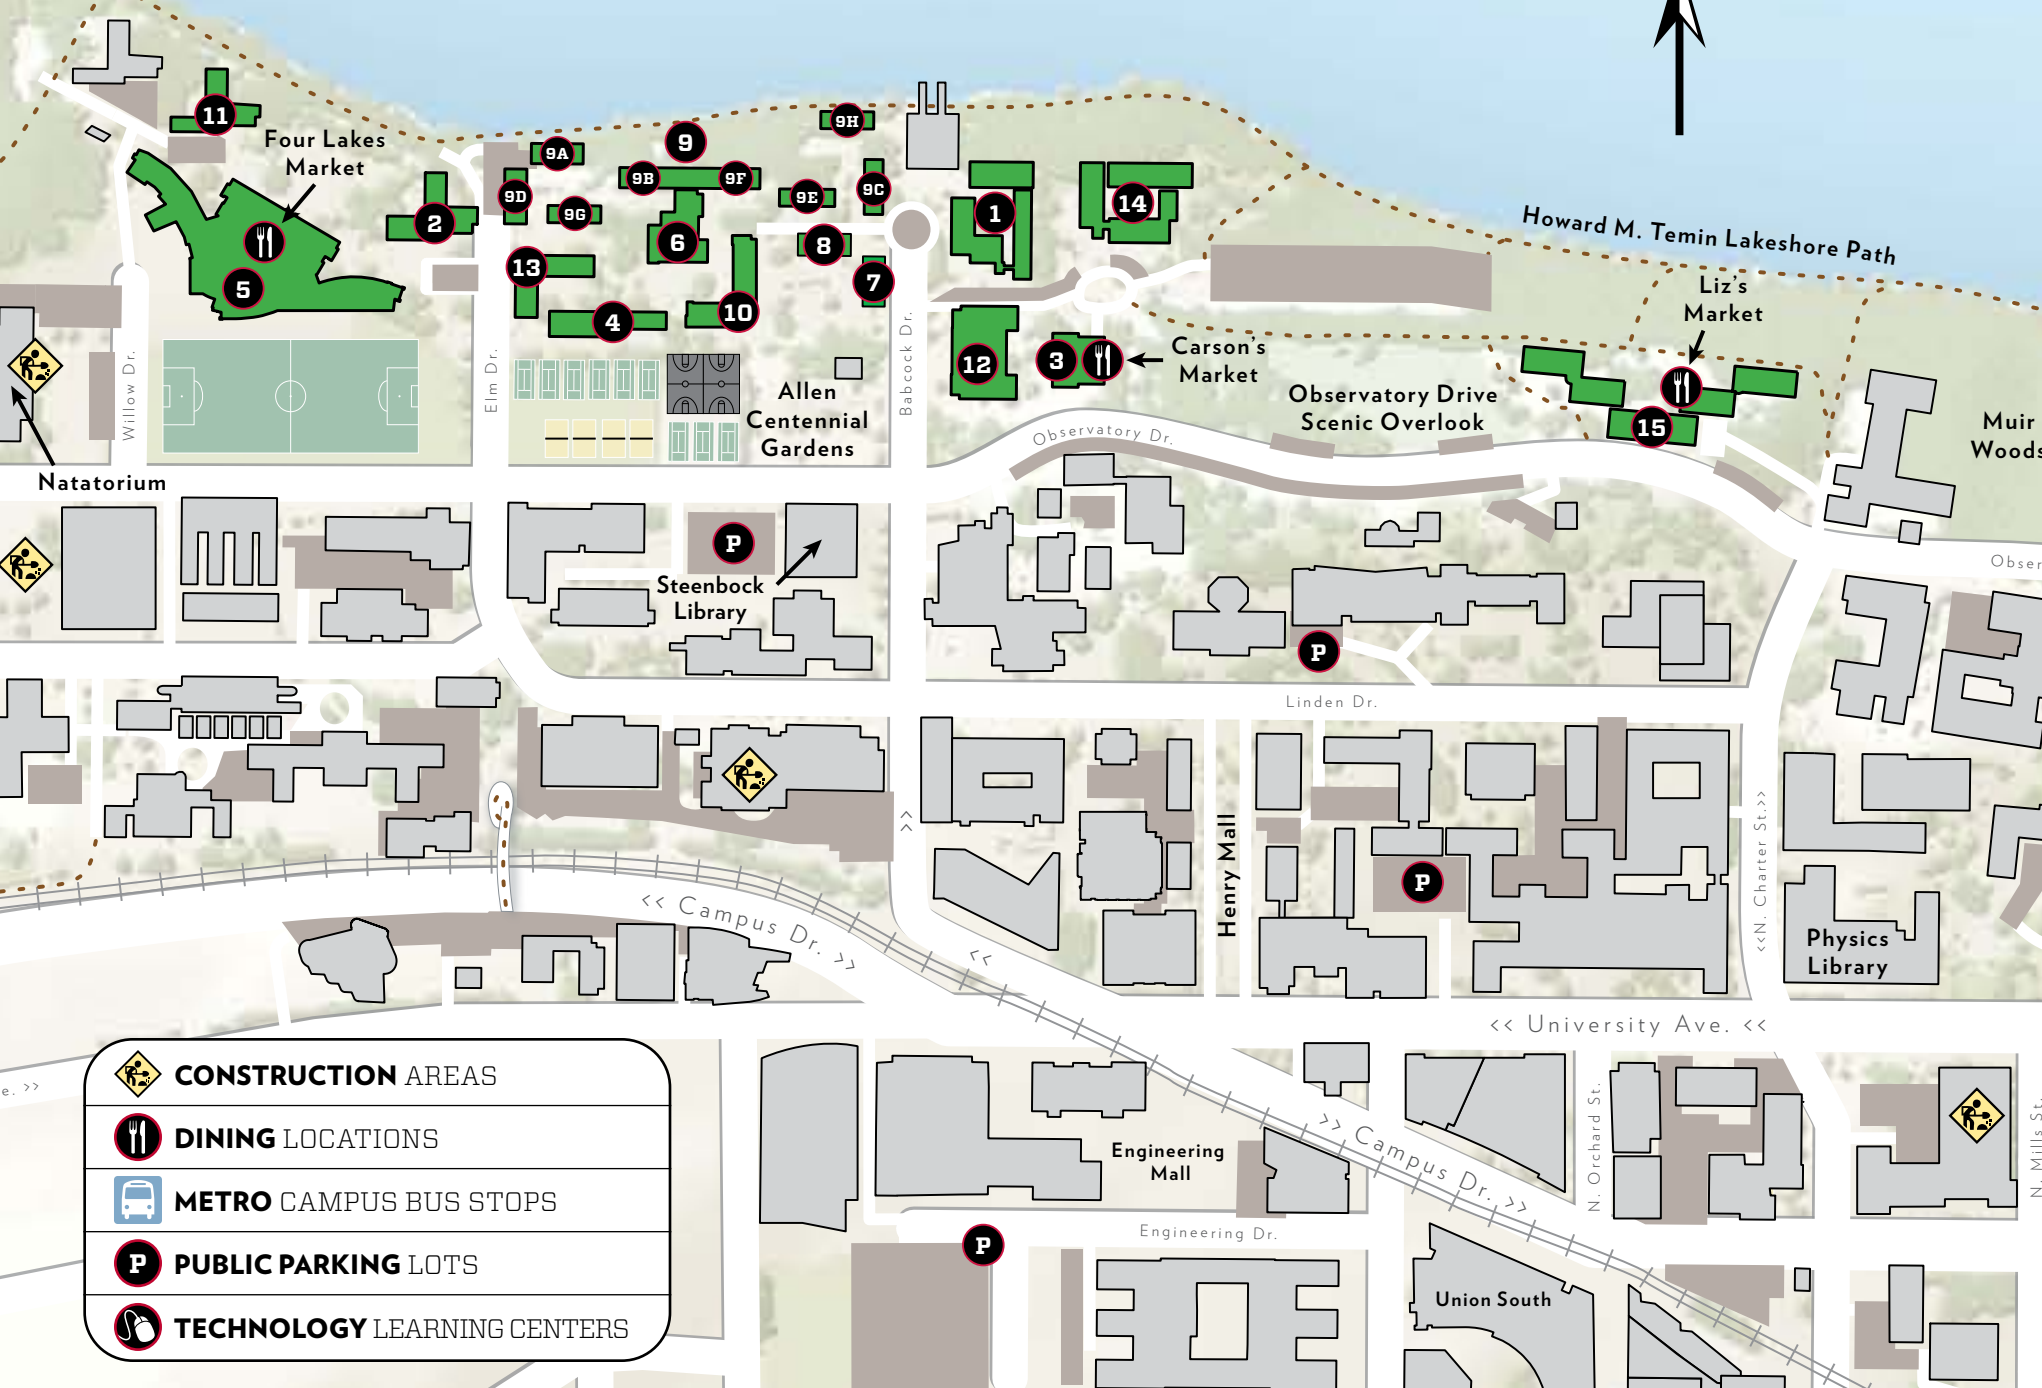 11
Four Lakes
Market
5
2
9
9A
9B
9F
9H
9D
9G
9E
9C
6
8
13
7
4
10
1
14
12
3
Carson's
Market
Howard M. Temin Lakeshore Path
Liz's
Market
15
Observatory Drive
Scenic Overlook
Muir
Woods
Willow Dr.
Elm Dr.
Babcock Dr.
Allen
Centennial
Gardens
Observatory Dr.
Natatorium
P
Steenbock
Library
P
Obser
Linden Dr.
Henry Mall
P
<<N. Charter St.>>
Physics
Library
<<
<< Campus Dr. >>
<<
<< University Ave. <<
e. >>
CONSTRUCTION AREAS
DINING LOCATIONS
METRO CAMPUS BUS STOPS
P PUBLIC PARKING LOTS
TECHNOLOGY LEARNING CENTERS
Engineering
Mall
>> Campus Dr. >>
N. Orchard St.
N. Mills St.
P
Engineering Dr.
Union South